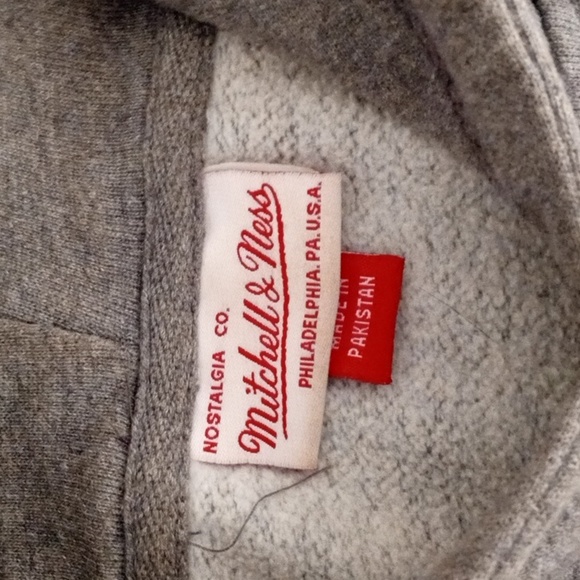 NOSTALGIA CO.
Mitchell & Ness
PHILADELPHIA. PA. U.S.A.
MADE IN
PAKISTAN